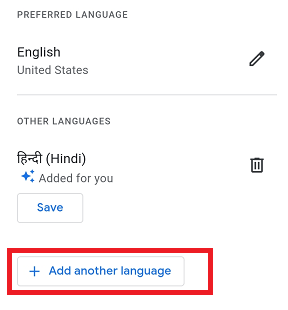 PREFERRED LANGUAGE
English
United States
OTHER LANGUAGES
हिन्दी (Hindi)
Added for you
Save
+ Add another language